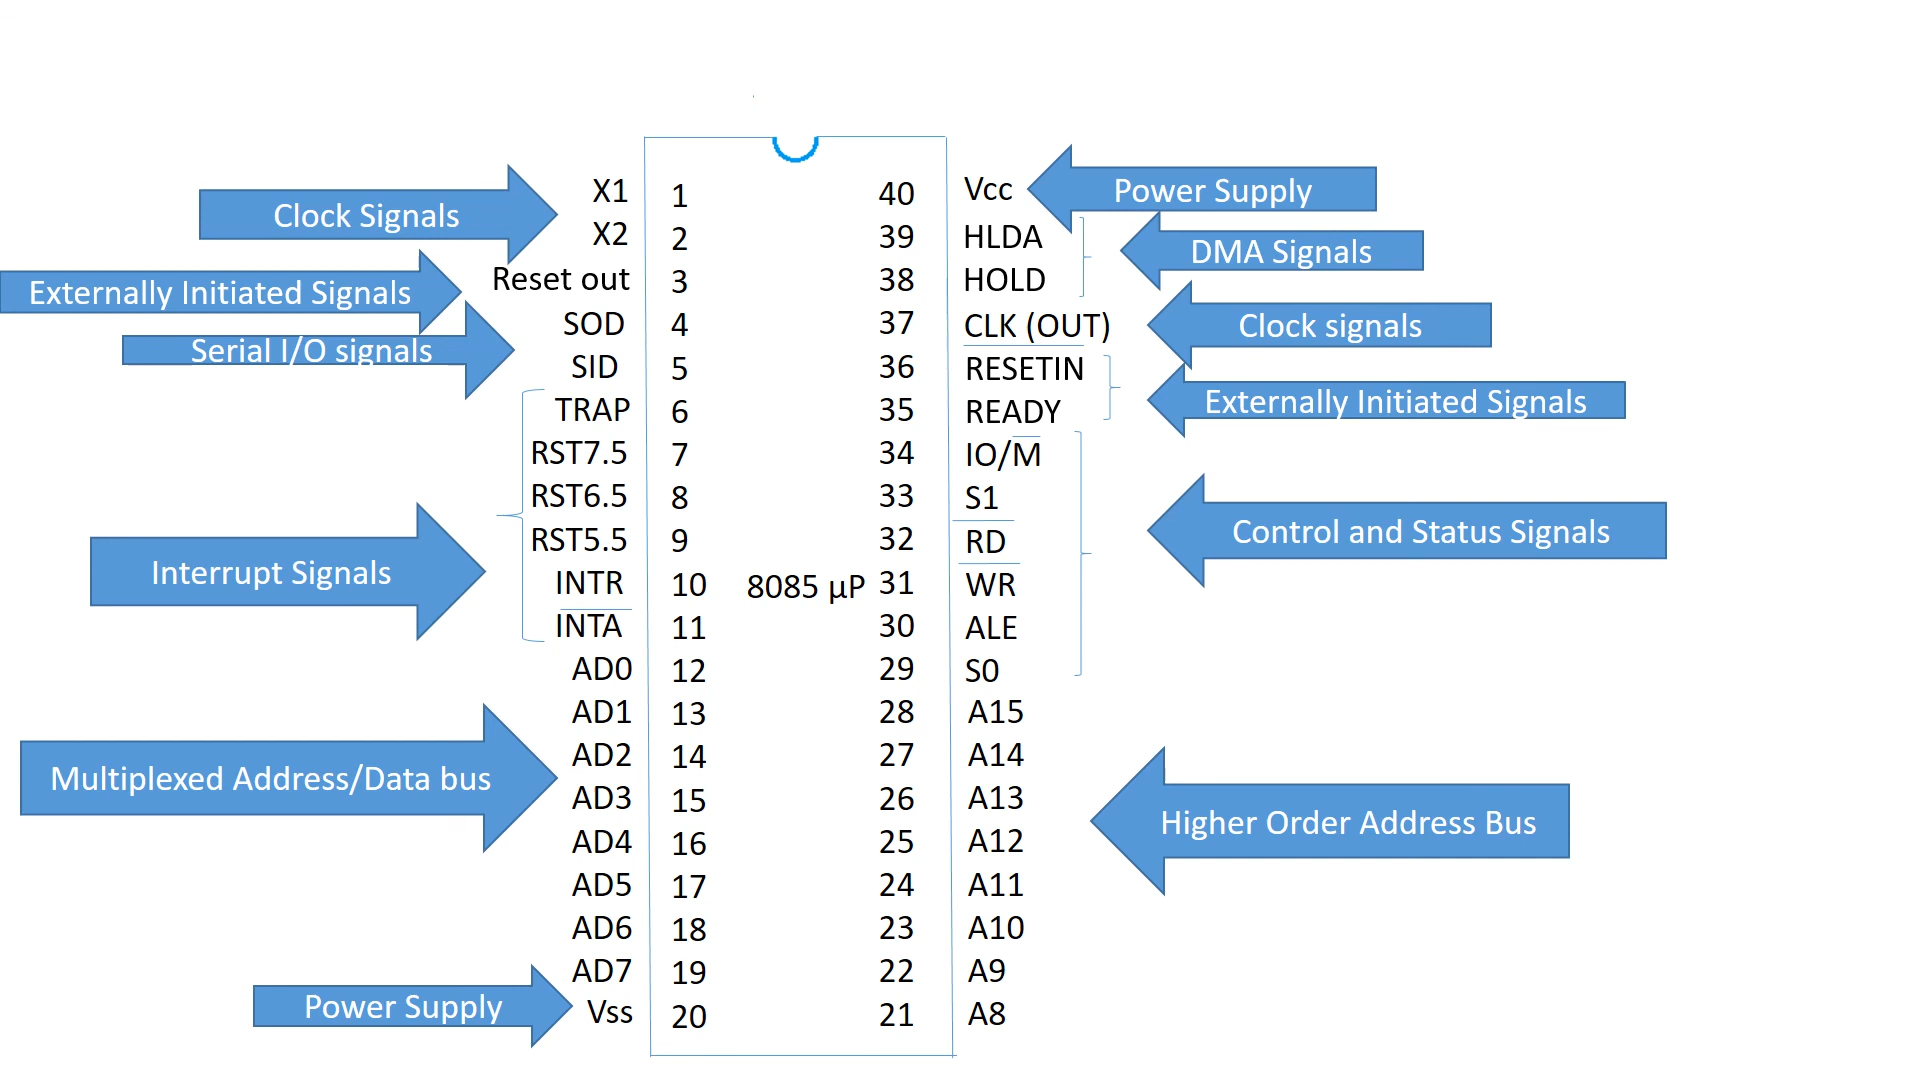 X1 1 40 Vcc Power Supply
Clock Signals
X2 2 39 HLDA DMA Signals
Externally Initiated Signals Reset out 3 38 HOLD
SOD 4 37 CLK (OUT) Clock signals
Serial I/O signals
SID 5 36 RESETIN
Externally Initiated Signals
TRAP 6 35 READY
RST7.5 7 34 IO/M̅
RST6.5 8 33 S1
Control and Status Signals
RST5.5 9 32 R̅D̅
Interrupt Signals
INTR 10 8085 µP 31 W̅R̅
I̅N̅T̅A̅ 11 30 ALE
AD0 12 29 S0
AD1 13 28 A15
AD2 14 27 A14
Multiplexed Address/Data bus
AD3 15 26 A13
Higher Order Address Bus
AD4 16 25 A12
AD5 17 24 A11
AD6 18 23 A10
AD7 19 22 A9
Power Supply Vss 20 21 A8